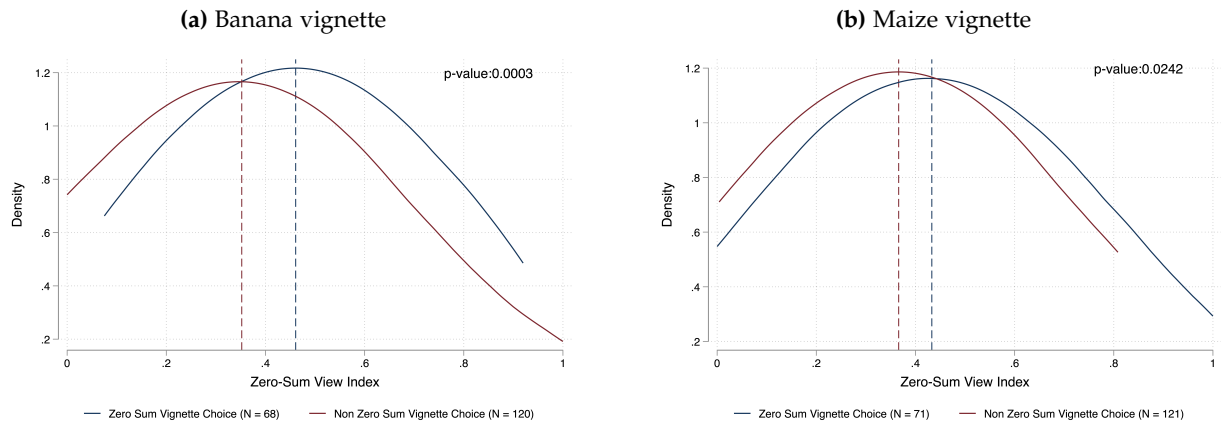 (a) Banana vignette
p-value:0.0003
1.2
1
.8
.6
.4
.2
Density
0 .2 .4 .6 .8 1
Zero-Sum View Index
Zero Sum Vignette Choice (N = 68) Non Zero Sum Vignette Choice (N = 120)
(b) Maize vignette
p-value:0.0242
1.2
1
.8
.6
.4
.2
Density
0 .2 .4 .6 .8 1
Zero-Sum View Index
Zero Sum Vignette Choice (N = 71) Non Zero Sum Vignette Choice (N = 121)